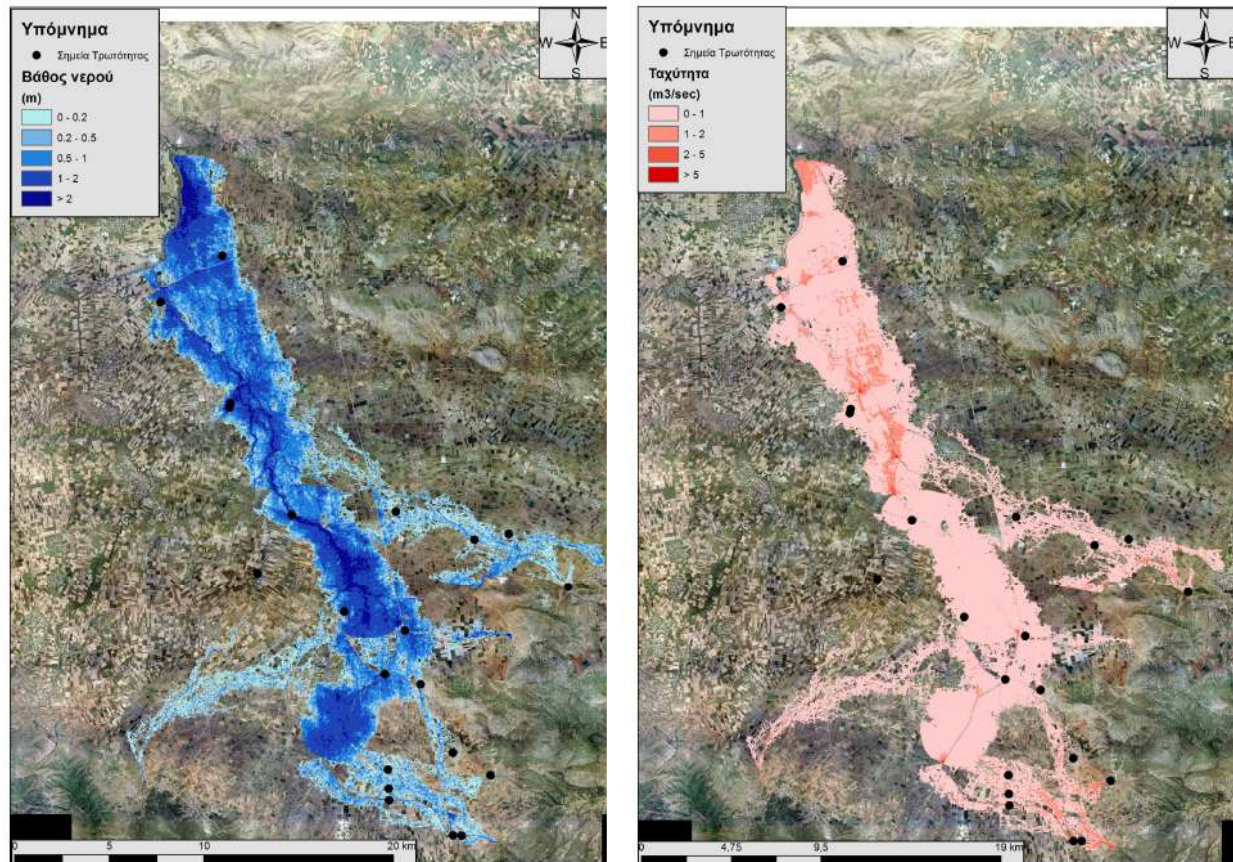 Υπόμνημα
Σημεία Τρωτότητας
Βάθος νερού
(m)
0 - 0.2
0.2 - 0.5
0.5 - 1
1 - 2
> 2
N
W E
S
0 5 10 20 km
Υπόμνημα
Σημεία Τρωτότητας
Ταχύτητα
(m3/sec)
0 - 1
1 - 2
2 - 5
> 5
N
W E
S
0 4,75 9,5 19 km